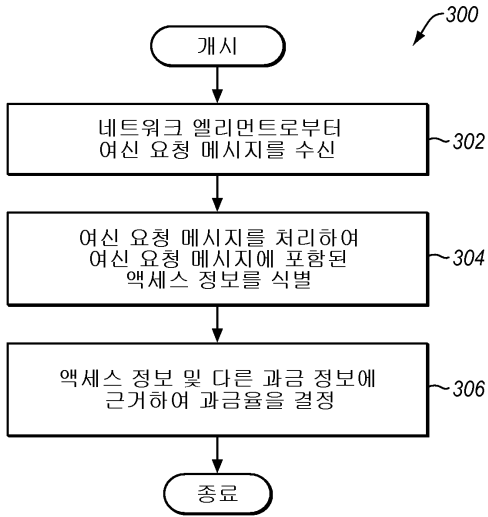 300
개시
네트워크 엘리먼트로부터
여신 요청 메시지를 수신
302
여신 요청 메시지를 처리하여
여신 요청 메시지에 포함된
액세스 정보를 식별
304
액세스 정보 및 다른 과금 정보에
근거하여 과금율을 결정
306
종료